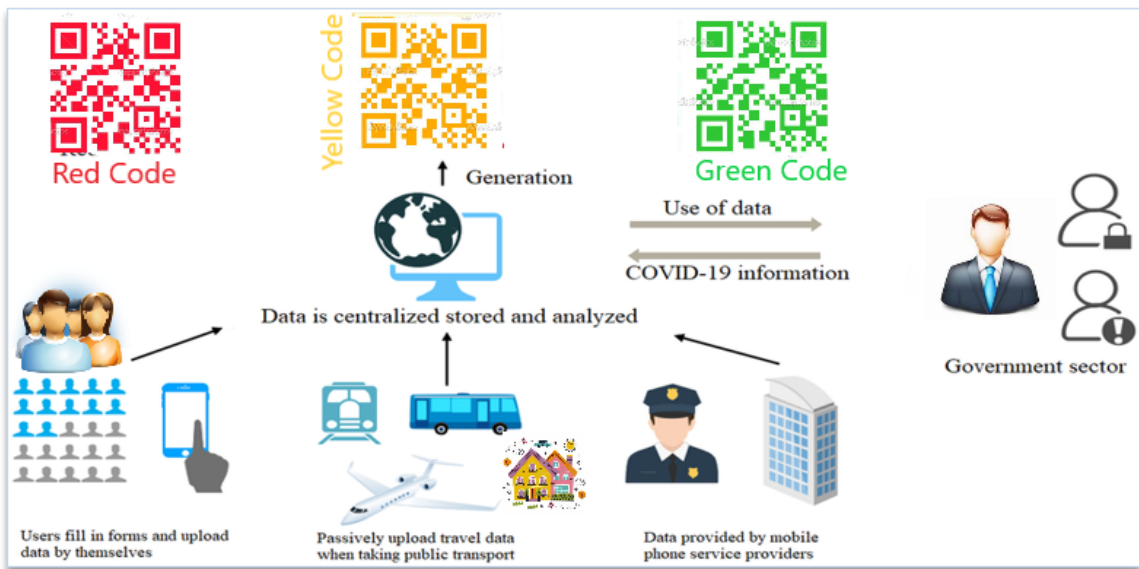 Red Code
Yellow Code
Green Code
Generation
Use of data
COVID-19 information
Data is centralized stored and analyzed
Government sector
Users fill in forms and upload
data by themselves
Passively upload travel data
when taking public transport
Data provided by mobile
phone service providers